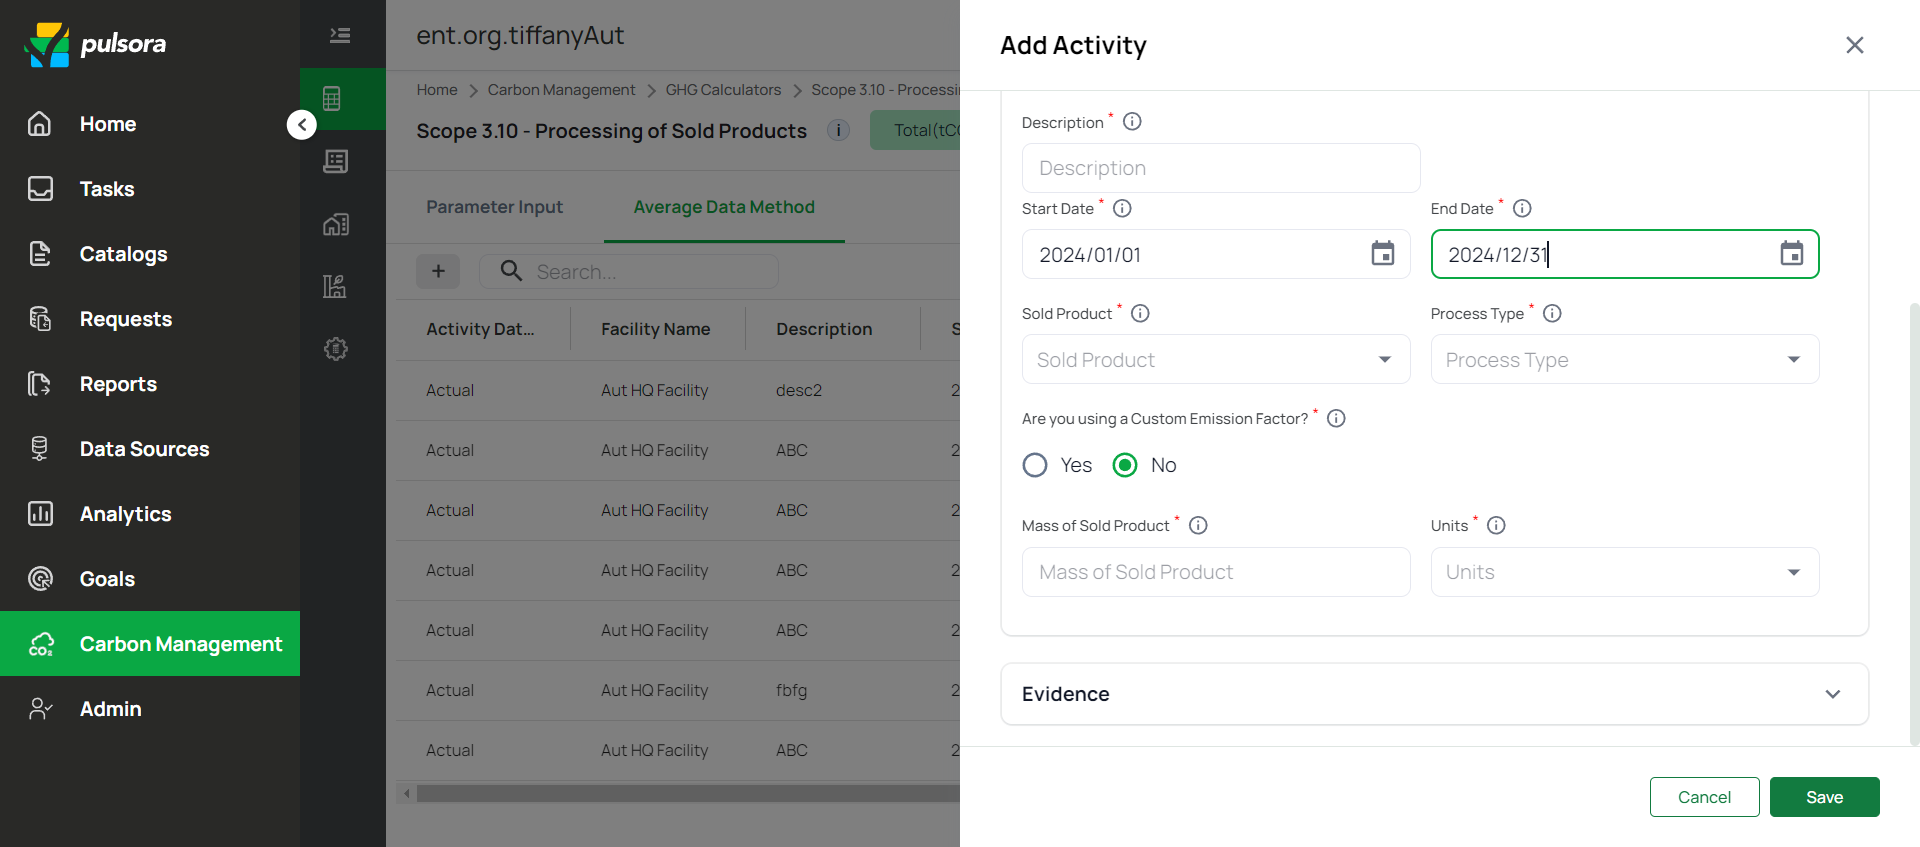 pulsora
Home
Tasks
Catalogs
Requests
Reports
Data Sources
Analytics
Goals
CO₂ Carbon Management
Admin
ent.org.tiffanyAut
Home > Carbon Management > GHG Calculators > Scope 3.10 - Processi
Scope 3.10 - Processing of Sold Products i Total(tCO
Parameter Input Average Data Method
+ Search...
Activity Dat... Facility Name Description S
Actual Aut HQ Facility desc2 2
Actual Aut HQ Facility ABC 2
Actual Aut HQ Facility ABC 2
Actual Aut HQ Facility ABC 2
Actual Aut HQ Facility ABC 2
Actual Aut HQ Facility fbfg 2
Actual Aut HQ Facility ABC 2
Add Activity
Description *
Description
Start Date * End Date *
2024/01/01 2024/12/31
Sold Product * Process Type *
Sold Product Process Type
Are you using a Custom Emission Factor? *
Yes No
Mass of Sold Product * Units *
Mass of Sold Product Units
Evidence
Cancel Save